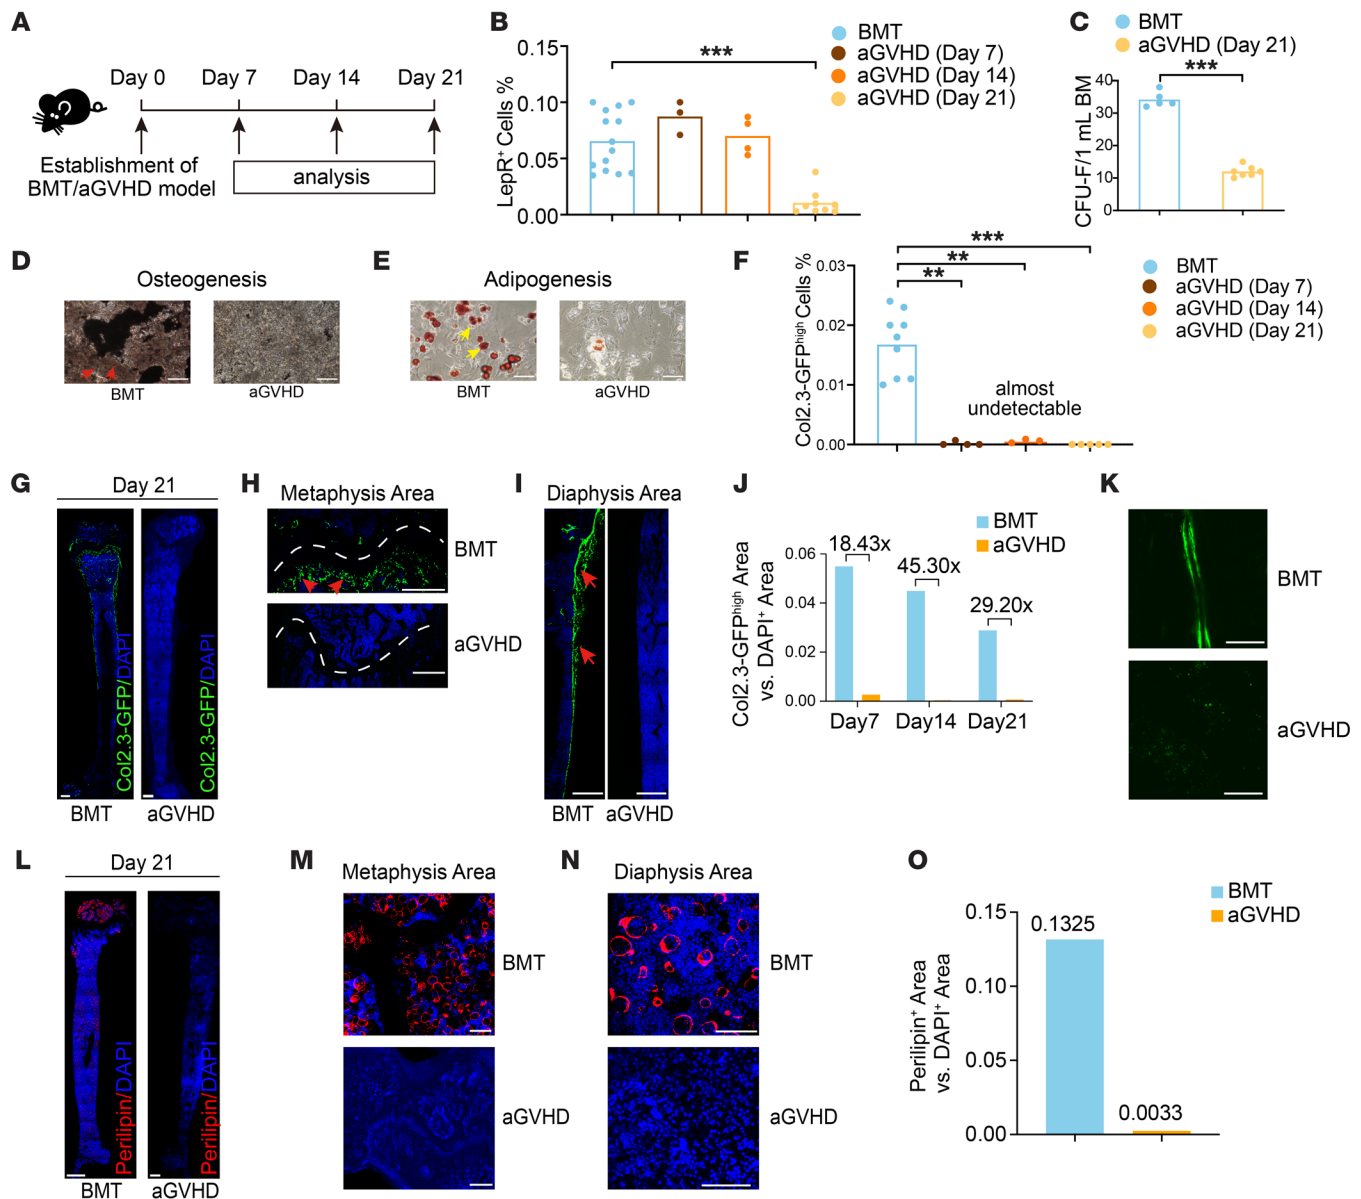 A
Day 0
Day 7
Day 14
Day 21
Establishment of
BMT/aGVHD model
analysis
B
LepR⁺ Cells %
0.15
0.10
0.05
0.00
***
BMT
aGVHD (Day 7)
aGVHD (Day 14)
aGVHD (Day 21)
C
BMT
aGVHD (Day 21)
CFU-F/1 mL BM
40
30
20
10
0
***
D
Osteogenesis
BMT
aGVHD
E
Adipogenesis
BMT
aGVHD
F
Col2.3-GFPʰⁱᵍʰ Cells %
0.03
0.02
0.01
0.00
***
**
**
almost
undetectable
BMT
aGVHD (Day 7)
aGVHD (Day 14)
aGVHD (Day 21)
G
Day 21
Col2.3-GFP/DAPI
Col2.3-GFP/DAPI
BMT
aGVHD
H
Metaphysis Area
BMT
aGVHD
I
Diaphysis Area
BMT
aGVHD
J
BMT
aGVHD
Col2.3-GFPʰⁱᵍʰ Area
vs. DAPI⁺ Area
0.06
0.04
0.02
0.00
18.43x
45.30x
29.20x
Day7
Day14
Day21
K
BMT
aGVHD
L
Day 21
Perilipin/DAPI
Perilipin/DAPI
BMT
aGVHD
M
Metaphysis Area
BMT
aGVHD
N
Diaphysis Area
BMT
aGVHD
O
BMT
aGVHD
Perilipin⁺ Area
vs. DAPI⁺ Area
0.15
0.10
0.05
0.00
0.1325
0.0033